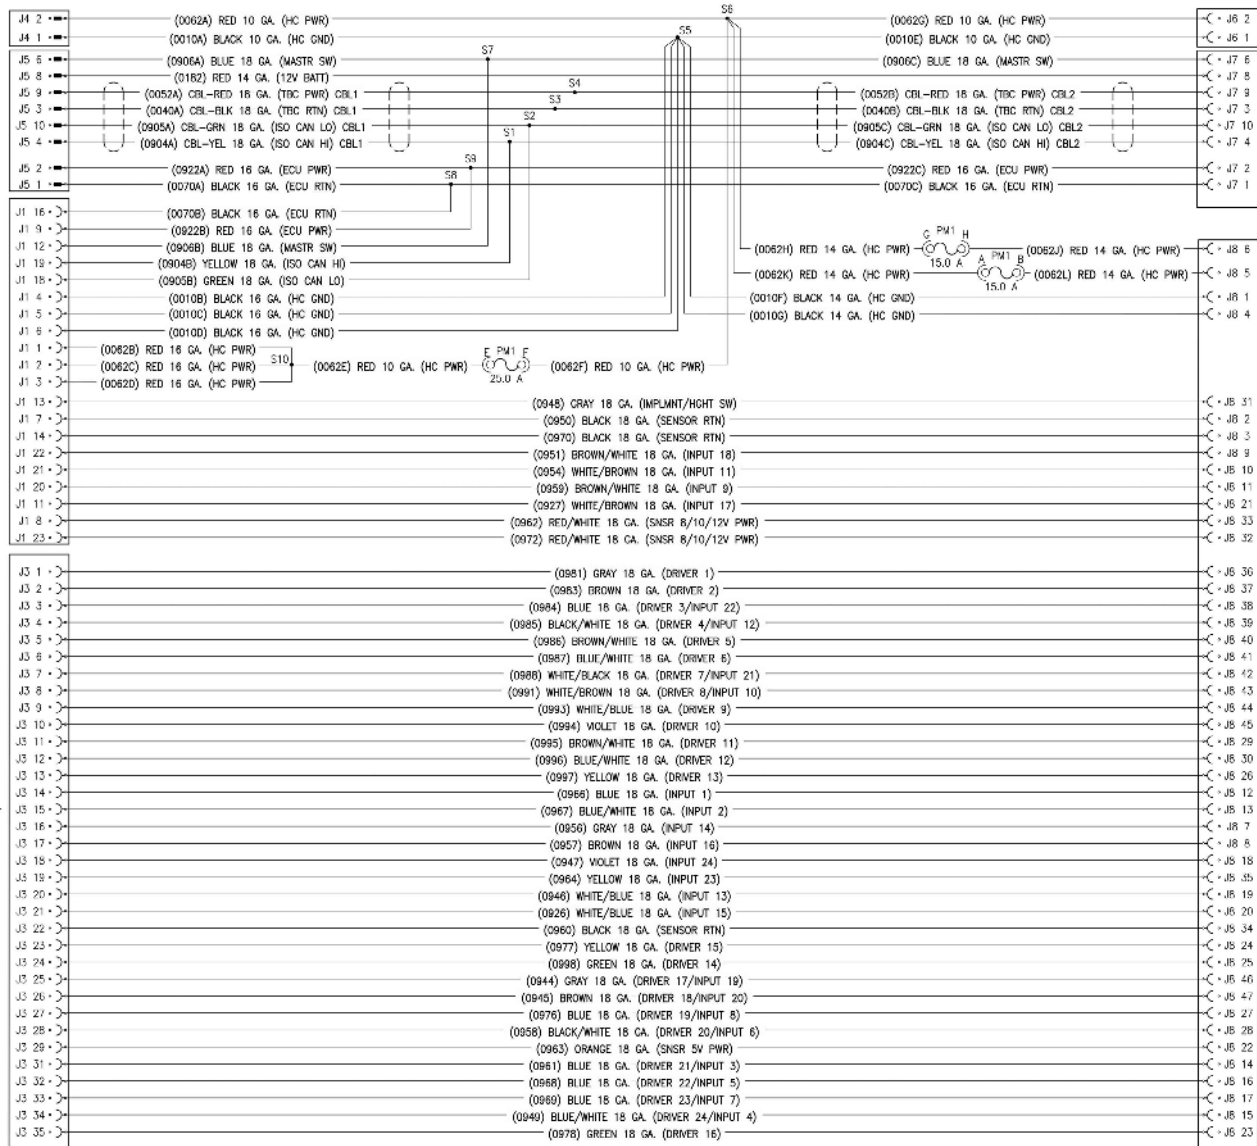 S6
J4 2 (0062A) RED 10 GA. (HC PWR) (0062G) RED 10 GA. (HC PWR) J6 2
S5
J4 1 (0010A) BLACK 10 GA. (HC GND) (0010E) BLACK 10 GA. (HC GND) J6 1
S7
J5 6 (0906A) BLUE 18 GA. (MASTR SW) (0906C) BLUE 18 GA. (MASTR SW) J7 6
J5 8 (0182) RED 14 GA. (12V BATT) J7 8
S4
J5 9 (0052A) CBL-RED 18 GA. (TBC PWR) CBL1 (0052B) CBL-RED 18 GA. (TBC PWR) CBL2 J7 9
S3
J5 3 (0040A) CBL-BLK 18 GA. (TBC RTN) CBL1 (0040B) CBL-BLK 18 GA. (TBC RTN) CBL2 J7 3
S2
J5 10 (0905A) CBL-GRN 18 GA. (ISO CAN LO) CBL1 (0905C) CBL-GRN 18 GA. (ISO CAN LO) CBL2 J7 10
S1
J5 4 (0904A) CBL-YEL 18 GA. (ISO CAN HI) CBL1 (0904C) CBL-YEL 18 GA. (ISO CAN HI) CBL2 J7 4
S9
J5 2 (0922A) RED 16 GA. (ECU PWR) (0922C) RED 16 GA. (ECU PWR) J7 2
S8
J5 1 (0070A) BLACK 16 GA. (ECU RTN) (0070C) BLACK 16 GA. (ECU RTN) J7 1
J1 16 (0070B) BLACK 16 GA. (ECU RTN)
J1 9 (0922B) RED 16 GA. (ECU PWR)
J1 12 (0906B) BLUE 18 GA. (MASTR SW)
G PM1 H
(0062H) RED 14 GA. (HC PWR) (0062J) RED 14 GA. (HC PWR) J8 6
15.0 A
J1 19 (0904B) YELLOW 18 GA. (ISO CAN HI)
A PM1 B
(0062K) RED 14 GA. (HC PWR) (0062L) RED 14 GA. (HC PWR) J8 5
15.0 A
J1 18 (0905B) GREEN 18 GA. (ISO CAN LO)
J1 4 (0010B) BLACK 16 GA. (HC GND) (0010F) BLACK 14 GA. (HC GND) J8 1
J1 5 (0010C) BLACK 16 GA. (HC GND) (0010G) BLACK 14 GA. (HC GND) J8 4
J1 6 (0010D) BLACK 16 GA. (HC GND)
J1 1 (0062B) RED 16 GA. (HC PWR)
S10 E PM1 F
J1 2 (0062C) RED 16 GA. (HC PWR) (0062E) RED 10 GA. (HC PWR) (0062F) RED 10 GA. (HC PWR)
25.0 A
J1 3 (0062D) RED 16 GA. (HC PWR)
J1 13 (0948) GRAY 18 GA. (IMPLMNT/HGHT SW) J8 31
J1 7 (0950) BLACK 18 GA. (SENSOR RTN) J8 2
J1 14 (0970) BLACK 18 GA. (SENSOR RTN) J8 3
J1 22 (0951) BROWN/WHITE 18 GA. (INPUT 18) J8 9
J1 21 (0954) WHITE/BROWN 18 GA. (INPUT 11) J8 10
J1 20 (0959) BROWN/WHITE 18 GA. (INPUT 9) J8 11
J1 11 (0927) WHITE/BROWN 18 GA. (INPUT 17) J8 21
J1 8 (0962) RED/WHITE 18 GA. (SNSR 8/10/12V PWR) J8 33
J1 23 (0972) RED/WHITE 18 GA. (SNSR 8/10/12V PWR) J8 32
J3 1 (0981) GRAY 18 GA. (DRIVER 1) J8 36
J3 2 (0983) BROWN 18 GA. (DRIVER 2) J8 37
J3 3 (0984) BLUE 18 GA. (DRIVER 3/INPUT 22) J8 38
J3 4 (0985) BLACK/WHITE 18 GA. (DRIVER 4/INPUT 12) J8 39
J3 5 (0986) BROWN/WHITE 18 GA. (DRIVER 5) J8 40
J3 6 (0987) BLUE/WHITE 18 GA. (DRIVER 6) J8 41
J3 7 (0988) WHITE/BLACK 18 GA. (DRIVER 7/INPUT 21) J8 42
J3 8 (0991) WHITE/BROWN 18 GA. (DRIVER 8/INPUT 10) J8 43
J3 9 (0993) WHITE/BLUE 18 GA. (DRIVER 9) J8 44
J3 10 (0994) VIOLET 18 GA. (DRIVER 10) J8 45
J3 11 (0995) BROWN/WHITE 18 GA. (DRIVER 11) J8 29
J3 12 (0996) BLUE/WHITE 18 GA. (DRIVER 12) J8 30
J3 13 (0997) YELLOW 18 GA. (DRIVER 13) J8 26
J3 14 (0966) BLUE 18 GA. (INPUT 1) J8 12
J3 15 (0967) BLUE/WHITE 18 GA. (INPUT 2) J8 13
J3 16 (0956) GRAY 18 GA. (INPUT 14) J8 7
J3 17 (0957) BROWN 18 GA. (INPUT 16) J8 8
J3 18 (0947) VIOLET 18 GA. (INPUT 24) J8 18
J3 19 (0964) YELLOW 18 GA. (INPUT 23) J8 35
J3 20 (0946) WHITE/BLUE 18 GA. (INPUT 13) J8 19
J3 21 (0926) WHITE/BLUE 18 GA. (INPUT 15) J8 20
J3 22 (0960) BLACK 18 GA. (SENSOR RTN) J8 34
J3 23 (0977) YELLOW 18 GA. (DRIVER 15) J8 24
J3 24 (0998) GREEN 18 GA. (DRIVER 14) J8 25
J3 25 (0944) GRAY 18 GA. (DRIVER 17/INPUT 19) J8 46
J3 26 (0945) BROWN 18 GA. (DRIVER 18/INPUT 20) J8 47
J3 27 (0976) BLUE 18 GA. (DRIVER 19/INPUT 8) J8 27
J3 28 (0958) BLACK/WHITE 18 GA. (DRIVER 20/INPUT 6) J8 28
J3 29 (0963) ORANGE 18 GA. (SNSR 5V PWR) J8 22
J3 31 (0961) BLUE 18 GA. (DRIVER 21/INPUT 3) J8 14
J3 32 (0968) BLUE 18 GA. (DRIVER 22/INPUT 5) J8 16
J3 33 (0969) BLUE 18 GA. (DRIVER 23/INPUT 7) J8 17
J3 34 (0949) BLUE/WHITE 18 GA. (DRIVER 24/INPUT 4) J8 15
J3 35 (0978) GREEN 18 GA. (DRIVER 16) J8 23